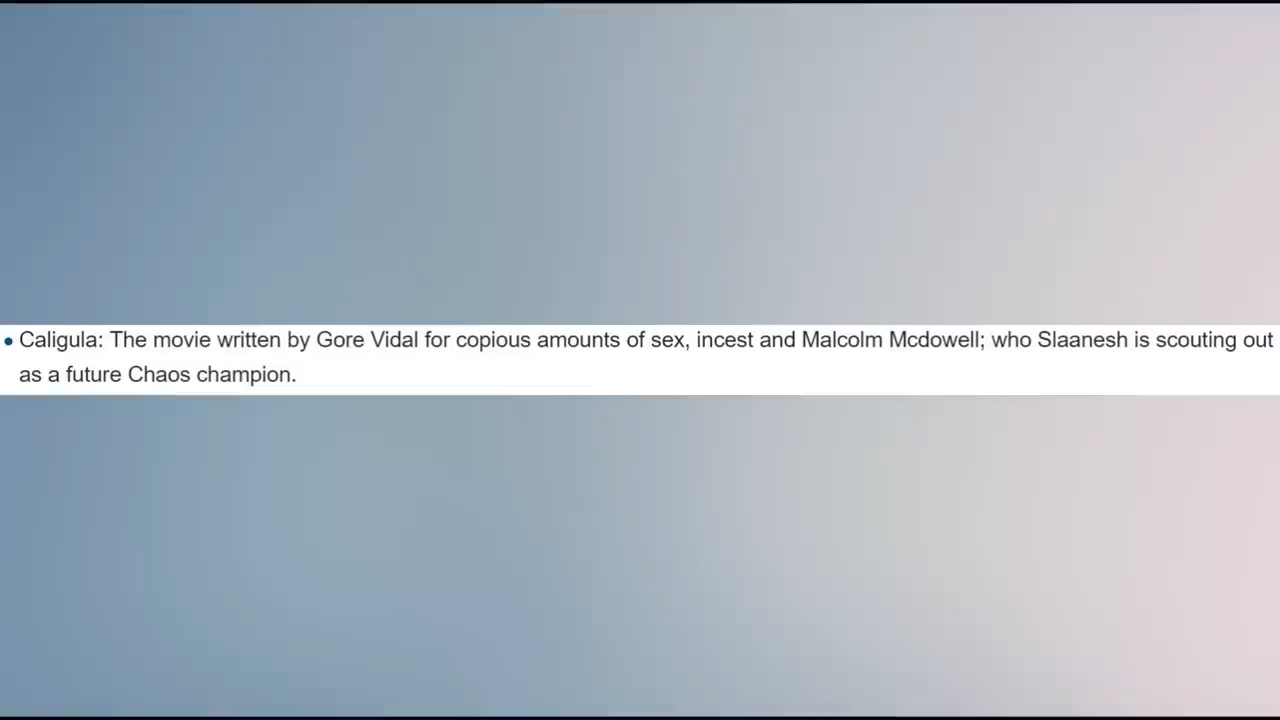 • Caligula: The movie written by Gore Vidal for copious amounts of sex, incest and Malcolm Mcdowell; who Slaanesh is scouting out
as a future Chaos champion.